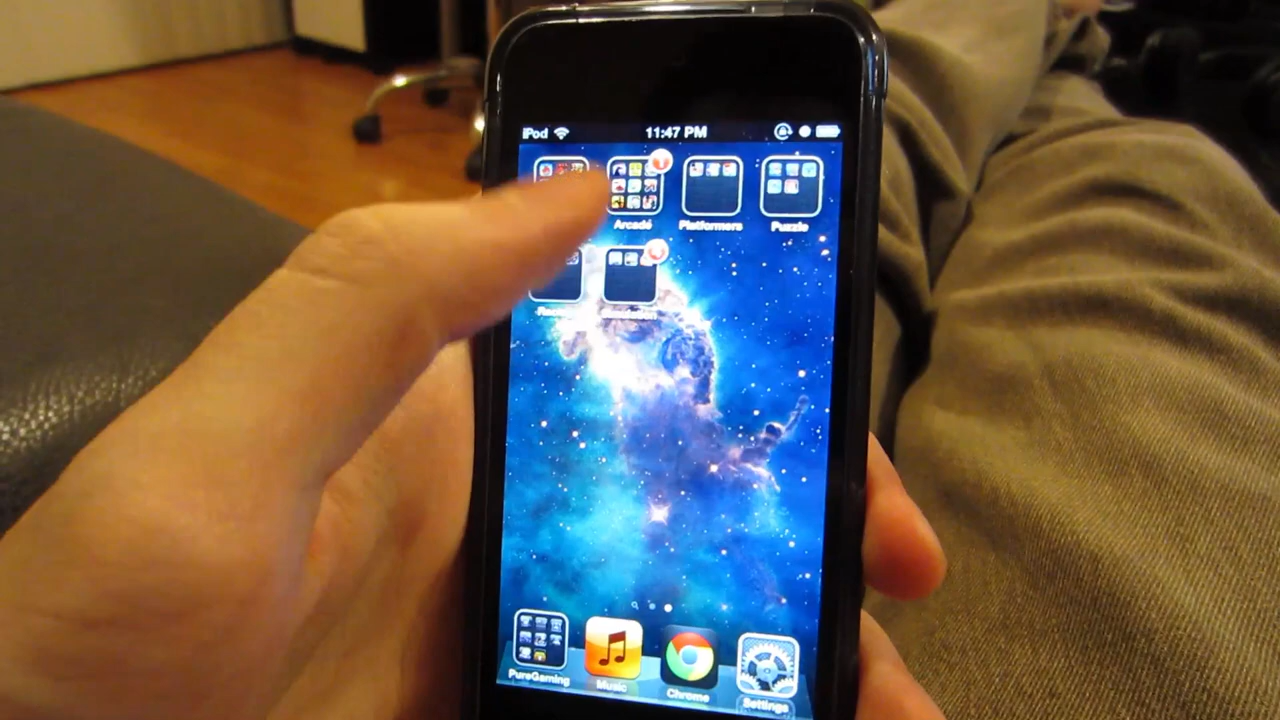 iPod 11:47 PM
Arcade Platformers Puzzle
PureGaming Music Chrome Settings